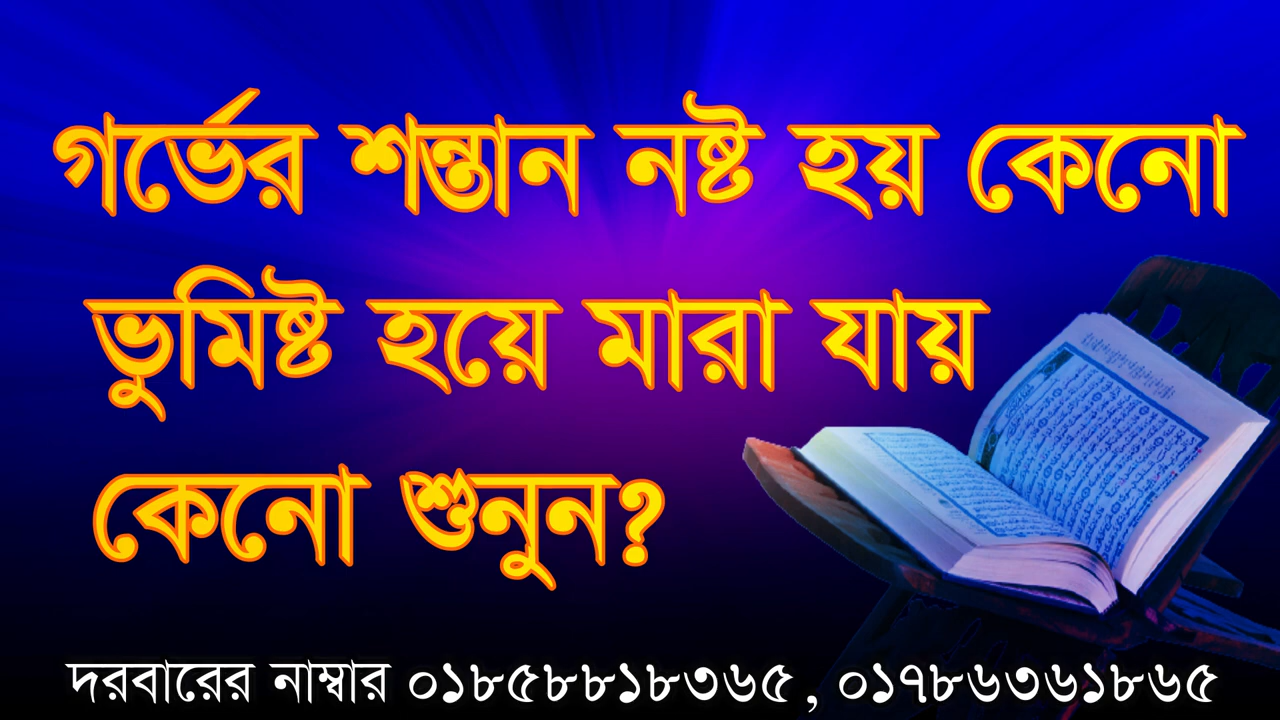 গর্ভের শন্তান নষ্ট হয় কেনো
ভুমিষ্ট হয়ে মারা যায়
কেনো শুনুন?
দরবারের নাম্বার ০১৮৫৮৮১৮৩৬৫, ০১৭৮৬৩৬১৮৬৫